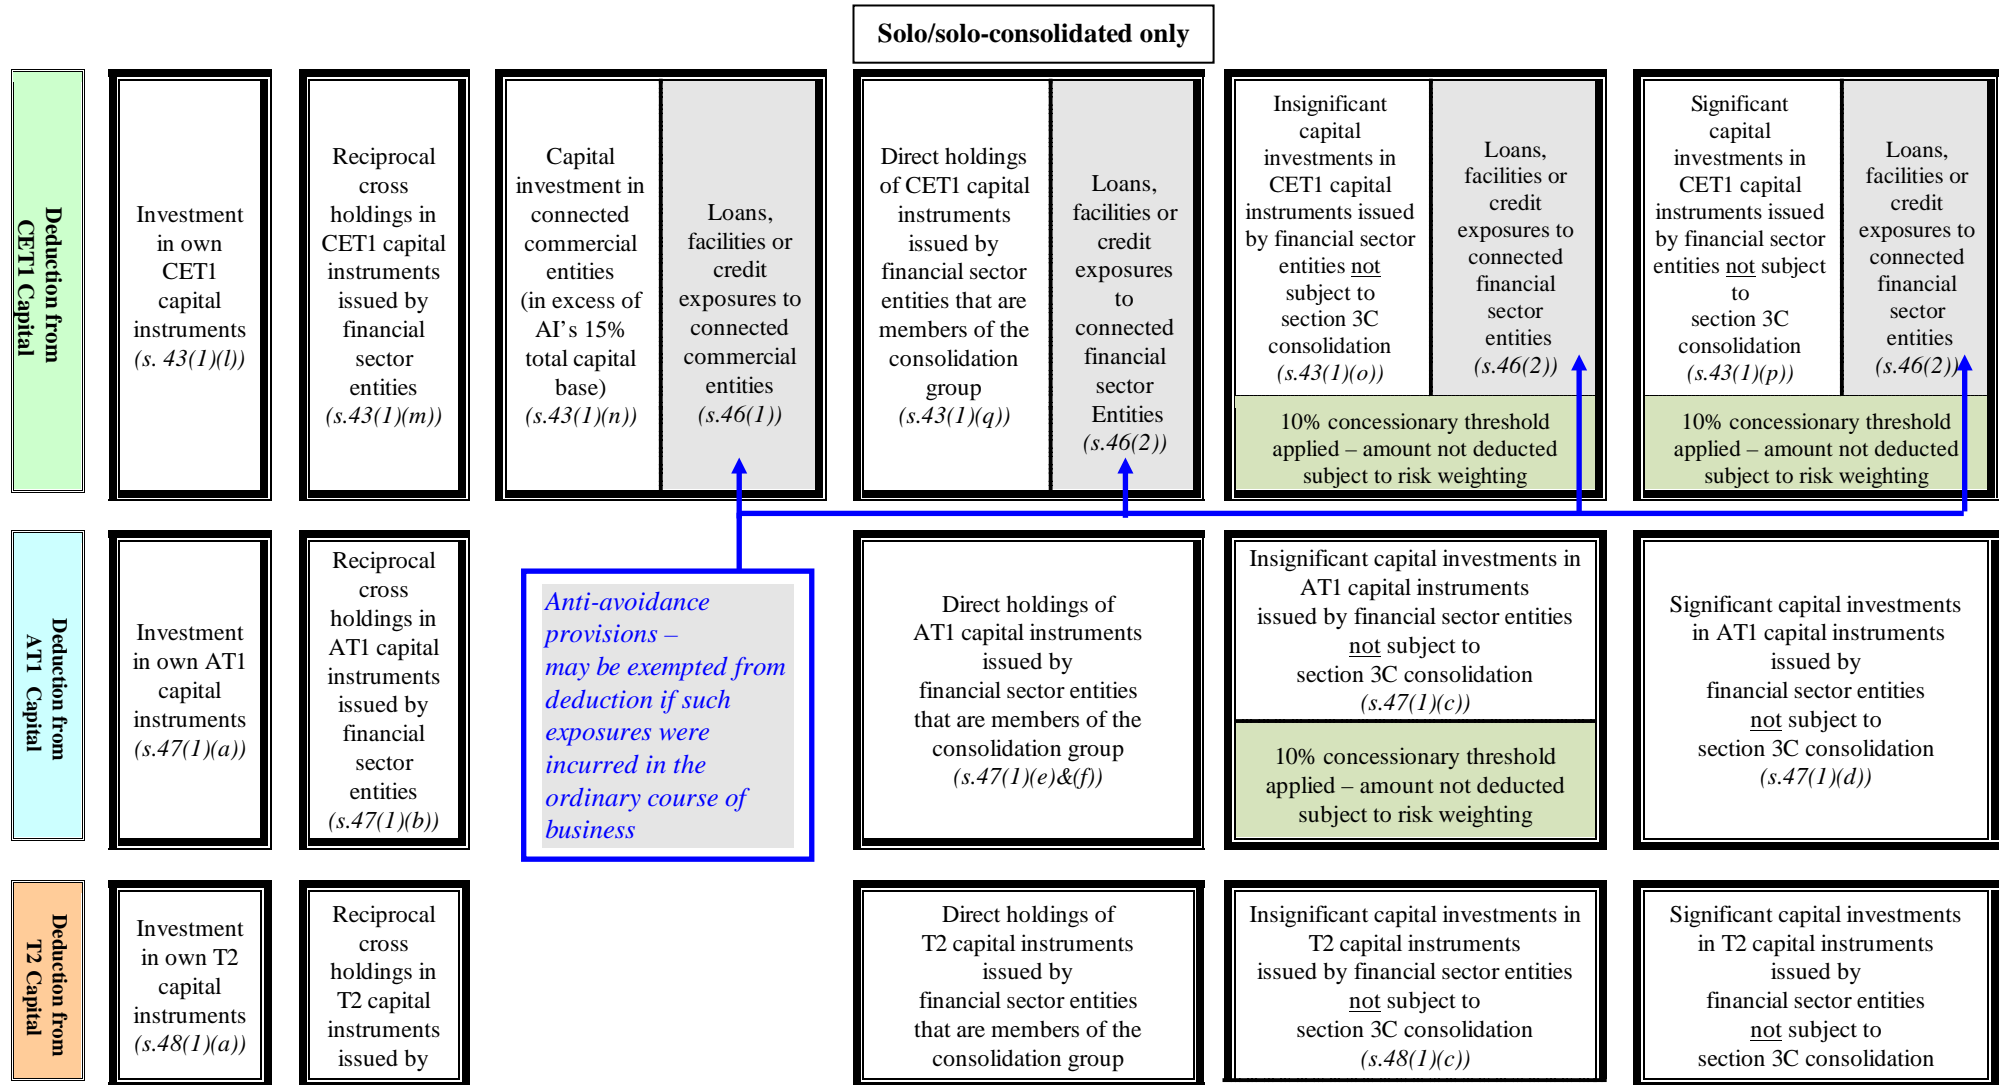 Solo/solo-consolidated only
Deduction from
CET1 Capital
Investment
in own
CET1
capital
instruments
(s. 43(1)(l))
Reciprocal
cross
holdings in
CET1 capital
instruments
issued by
financial
sector
entities
(s.43(1)(m))
Capital
investment in
connected
commercial
entities
(in excess of
AI’s 15%
total capital
base)
(s.43(1)(n))
Loans,
facilities or
credit
exposures to
connected
commercial
entities
(s.46(1))
Direct holdings
of CET1 capital
instruments
issued by
financial sector
entities that are
members of the
consolidation
group
(s.43(1)(q))
Loans,
facilities or
credit
exposures
to
connected
financial
sector
Entities
(s.46(2))
Insignificant
capital
investments in
CET1 capital
instruments issued
by financial sector
entities not
subject to
section 3C
consolidation
(s.43(1)(o))
Loans,
facilities or
credit
exposures to
connected
financial
sector
entities
(s.46(2))
10% concessionary threshold
applied – amount not deducted
subject to risk weighting
Significant
capital
investments in
CET1 capital
instruments issued
by financial sector
entities not subject
to
section 3C
consolidation
(s.43(1)(p))
Loans,
facilities or
credit
exposures to
connected
financial
sector
entities
(s.46(2))
10% concessionary threshold
applied – amount not deducted
subject to risk weighting
Deduction from
AT1 Capital
Investment
in own AT1
capital
instruments
(s.47(1)(a))
Reciprocal
cross
holdings in
AT1 capital
instruments
issued by
financial
sector
entities
(s.47(1)(b))
Anti-avoidance
provisions –
may be exempted from
deduction if such
exposures were
incurred in the
ordinary course of
business
Direct holdings of
AT1 capital instruments
issued by
financial sector entities
that are members of the
consolidation group
(s.47(1)(e)&(f))
Insignificant capital investments in
AT1 capital instruments
issued by financial sector entities
not subject to
section 3C consolidation
(s.47(1)(c))
10% concessionary threshold
applied – amount not deducted
subject to risk weighting
Significant capital investments
in AT1 capital instruments
issued by
financial sector entities
not subject to
section 3C consolidation
(s.47(1)(d))
Deduction from
T2 Capital
Investment
in own T2
capital
instruments
(s.48(1)(a))
Reciprocal
cross
holdings in
T2 capital
instruments
issued by
Direct holdings of
T2 capital instruments
issued by
financial sector entities
that are members of the
consolidation group
Insignificant capital investments in
T2 capital instruments
issued by financial sector entities
not subject to
section 3C consolidation
(s.48(1)(c))
Significant capital investments
in T2 capital instruments
issued by
financial sector entities
not subject to
section 3C consolidation